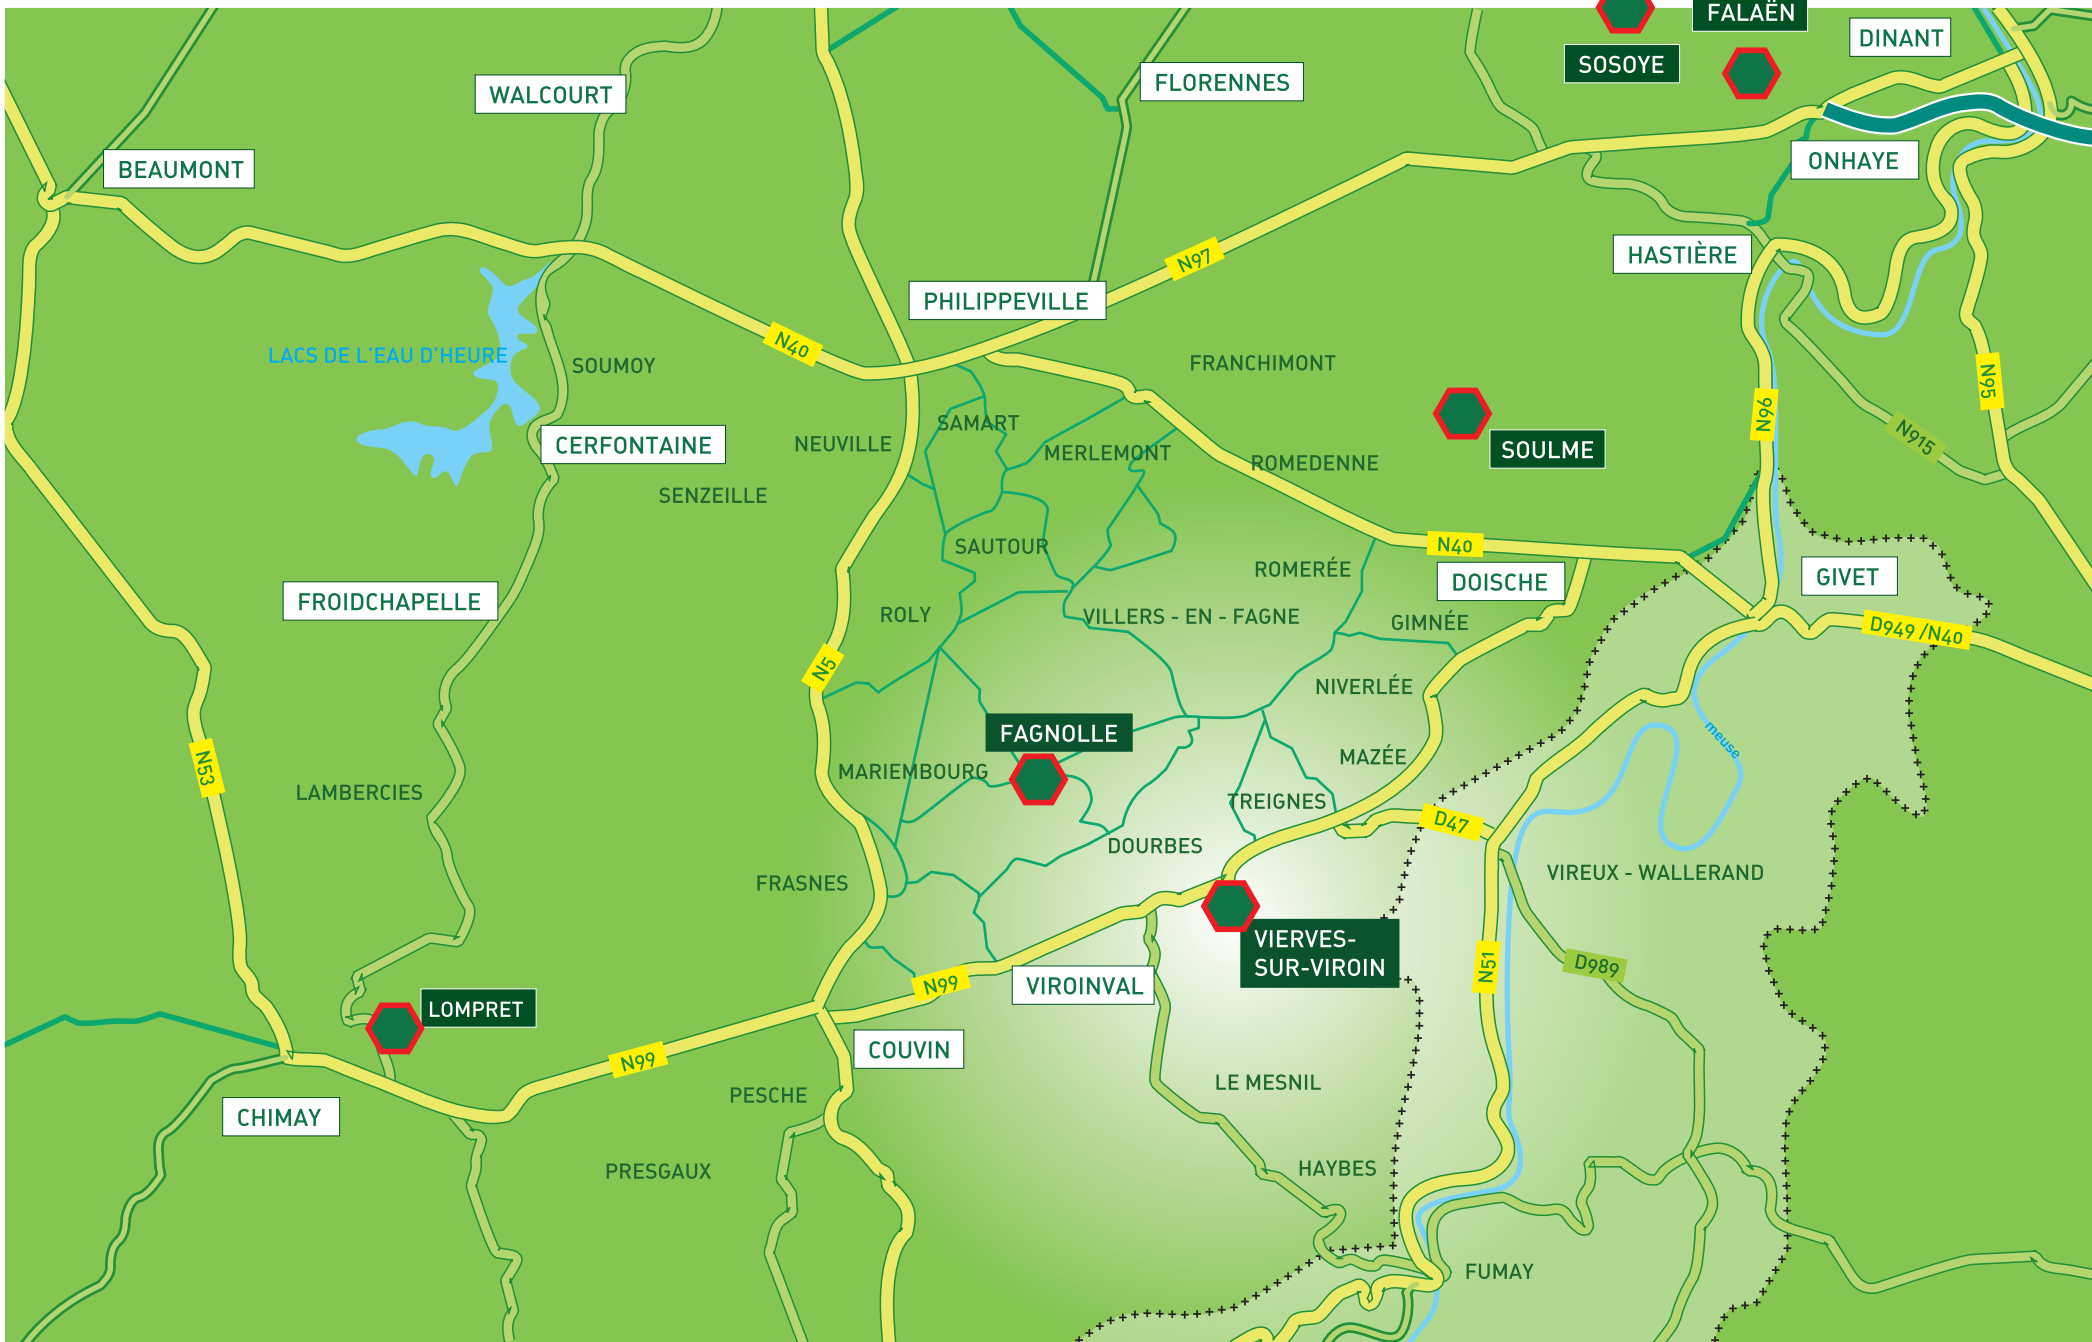 FALAËN
DINANT
SOSOYE
FLORENNES
WALCOURT
BEAUMONT
ONHAYE
HASTIÈRE
N97
PHILIPPEVILLE
N40
LACS DE L'EAU D'HEURE
SOUMOY
FRANCHIMONT
N95
N96
SAMART
NEUVILLE
CERFONTAINE
MERLEMONT
ROMEDENNE
SOULME
N915
SENZEILLE
SAUTOUR
N40
ROMERÉE
DOISCHE
GIVET
FROIDCHAPELLE
ROLY
VILLERS - EN - FAGNE
GIMNÉE
D949 /N40
N5
NIVERLÉE
FAGNOLLE
meuse
MAZÉE
N53
MARIEMBOURG
LAMBERCIES
TREIGNES
D47
DOURBES
VIREUX - WALLERAND
FRASNES
VIERVES-
SUR-VIROIN
N51
D989
N99
VIROINVAL
LOMPRET
COUVIN
N99
LE MESNIL
PESCHE
CHIMAY
HAYBES
PRESGAUX
FUMAY